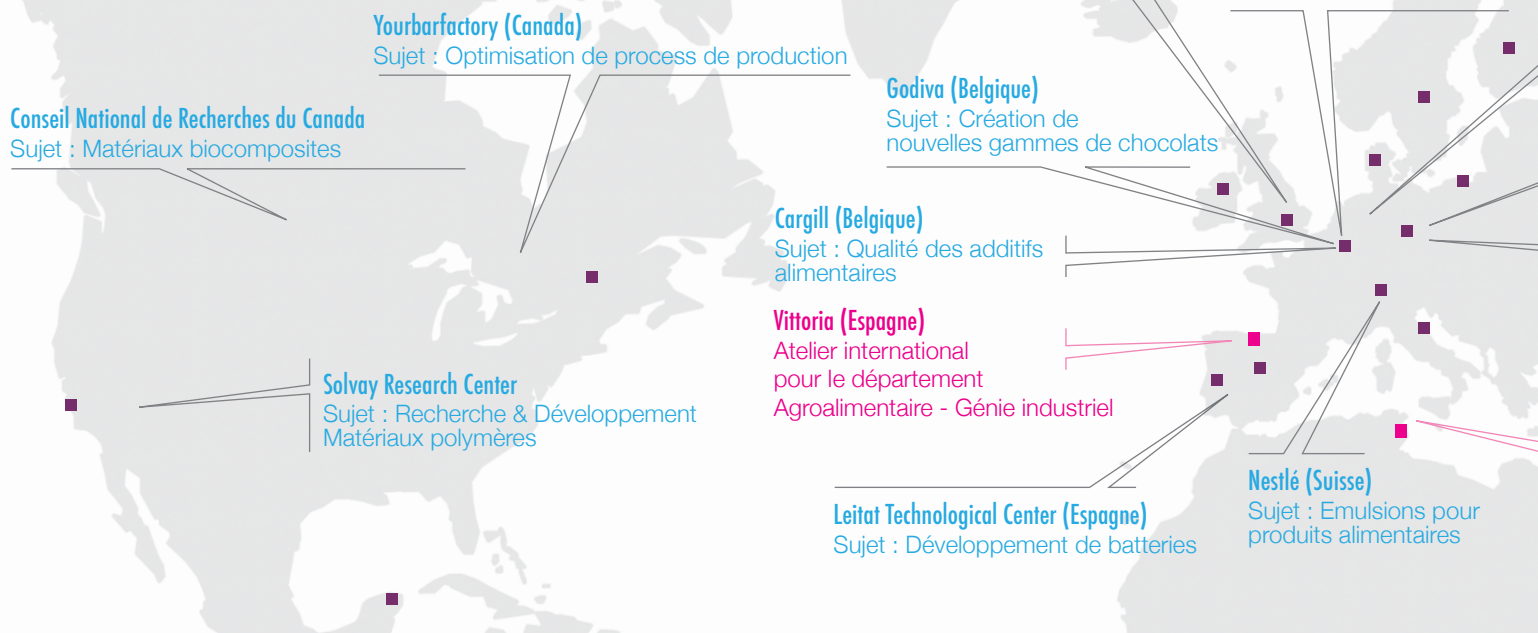 Yourbarfactory (Canada)
Sujet : Optimisation de process de production
Conseil National de Recherches du Canada
Sujet : Matériaux biocomposites
Godiva (Belgique)
Sujet : Création de
nouvelles gammes de chocolats
Cargill (Belgique)
Sujet : Qualité des additifs
alimentaires
Vittoria (Espagne)
Atelier international
pour le département
Agroalimentaire - Génie industriel
Solvay Research Center
Sujet : Recherche & Développement
Matériaux polymères
Leitat Technological Center (Espagne)
Sujet : Développement de batteries
Nestlé (Suisse)
Sujet : Emulsions pour
produits alimentaires